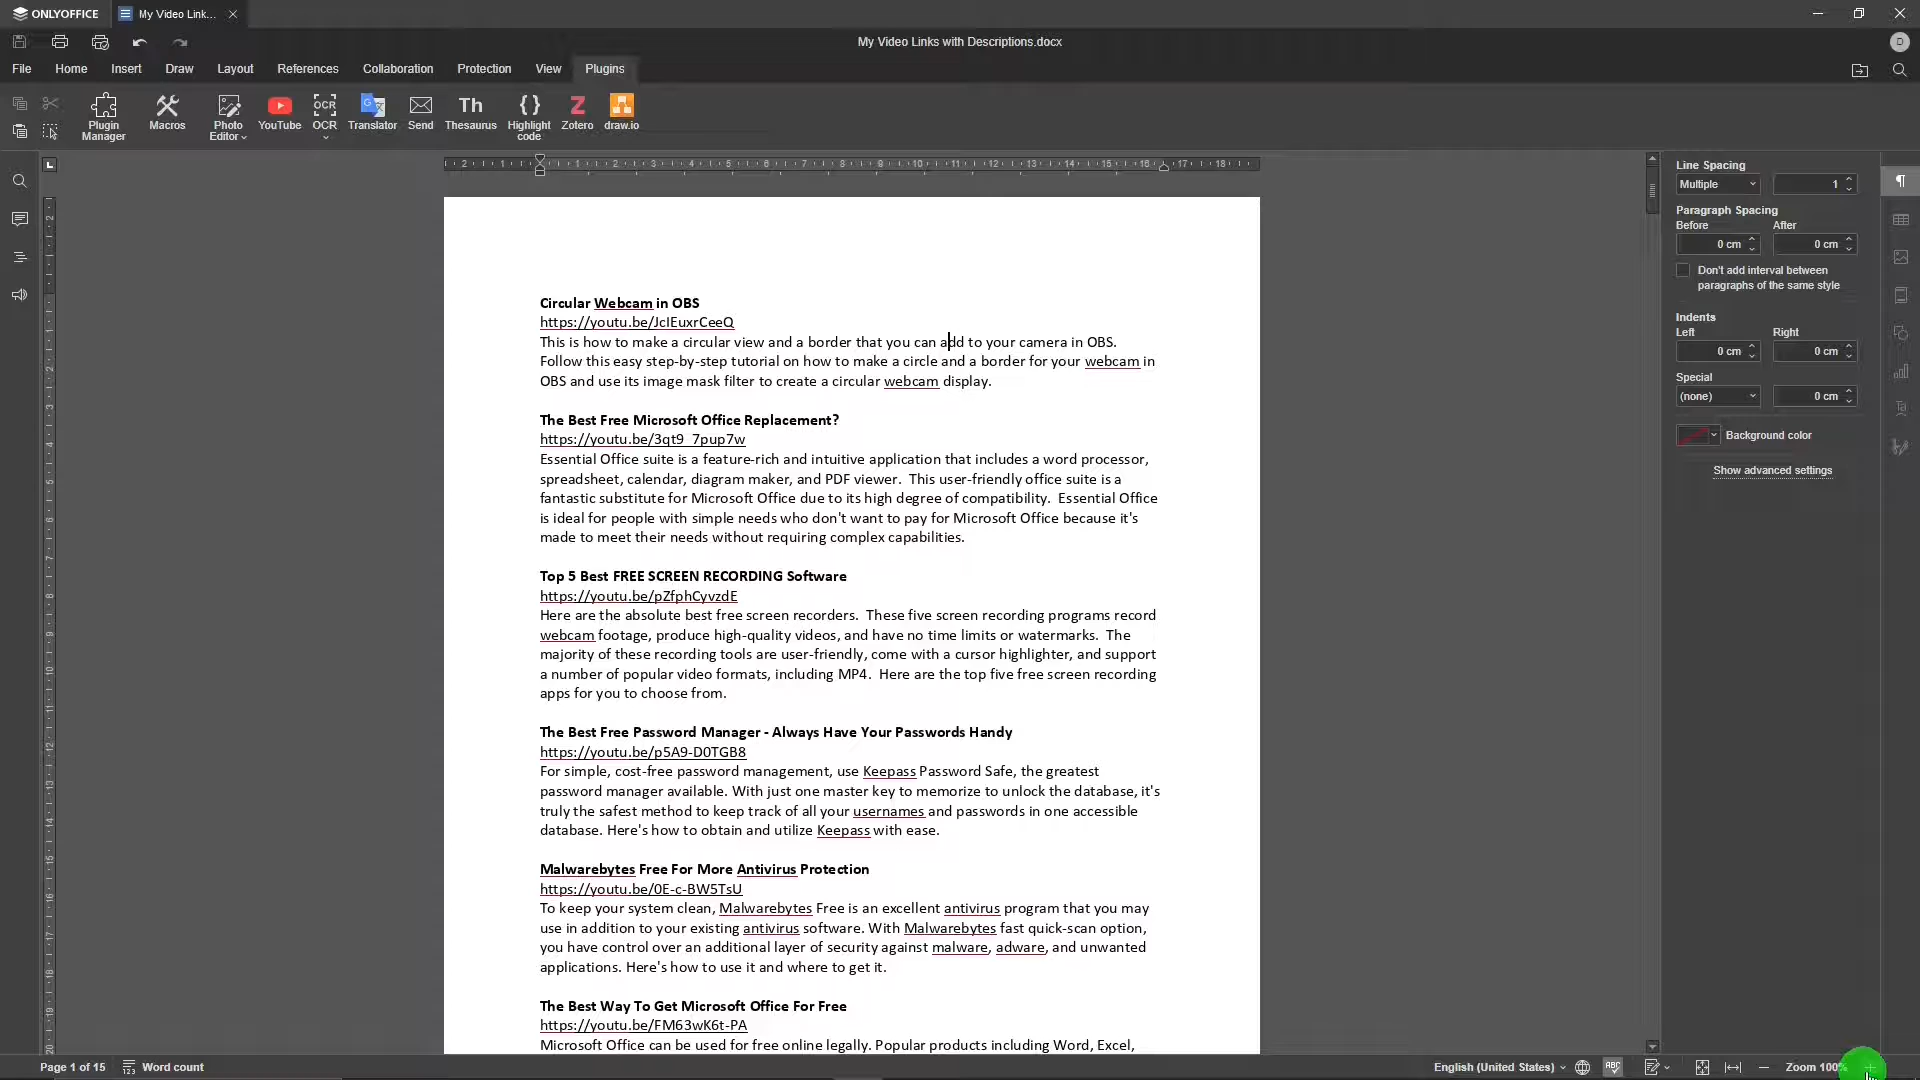 ONLYOFFICE
My Video Link...
My Video Links with Descriptions.docx
D
File Home Insert Draw Layout References Collaboration Protection View Plugins
Plugin Manager
Macros
Photo Editor
YouTube
OCR
OCR
Translator
Send
Th
Thesaurus
{ }
Highlight code
Z
Zotero
draw.io
2 1 1 2 3 4 5 6 7 8 9 10 11 12 13 14 15 16 17 18
Circular Webcam in OBS
https://youtu.be/JcIEuxrCeeQ
This is how to make a circular view and a border that you can add to your camera in OBS.
Follow this easy step-by-step tutorial on how to make a circle and a border for your webcam in
OBS and use its image mask filter to create a circular webcam display.
The Best Free Microsoft Office Replacement?
https://youtu.be/3qt9_7pup7w
Essential Office suite is a feature-rich and intuitive application that includes a word processor,
spreadsheet, calendar, diagram maker, and PDF viewer.  This user-friendly office suite is a
fantastic substitute for Microsoft Office due to its high degree of compatibility.  Essential Office
is ideal for people with simple needs who don't want to pay for Microsoft Office because it's
made to meet their needs without requiring complex capabilities.
Top 5 Best FREE SCREEN RECORDING Software
https://youtu.be/pZfphCyvzdE
Here are the absolute best free screen recorders.  These five screen recording programs record
webcam footage, produce high-quality videos, and have no time limits or watermarks.  The
majority of these recording tools are user-friendly, come with a cursor highlighter, and support
a number of popular video formats, including MP4.  Here are the top five free screen recording
apps for you to choose from.
The Best Free Password Manager - Always Have Your Passwords Handy
https://youtu.be/p5A9-D0TGB8
For simple, cost-free password management, use Keepass Password Safe, the greatest
password manager available. With just one master key to memorize to unlock the database, it's
truly the safest method to keep track of all your usernames and passwords in one accessible
database. Here's how to obtain and utilize Keepass with ease.
Malwarebytes Free For More Antivirus Protection
https://youtu.be/0E-c-BW5TsU
To keep your system clean, Malwarebytes Free is an excellent antivirus program that you may
use in addition to your existing antivirus software. With Malwarebytes fast quick-scan option,
you have control over an additional layer of security against malware, adware, and unwanted
applications. Here's how to use it and where to get it.
The Best Way To Get Microsoft Office For Free
https://youtu.be/FM63wK6t-PA
Microsoft Office can be used for free online legally. Popular products including Word, Excel,
Line Spacing
Multiple 1
Paragraph Spacing
Before After
0 cm 0 cm
Don't add interval between
paragraphs of the same style
Indents
Left Right
0 cm 0 cm
Special
(none) 0 cm
Background color
Show advanced settings
Page 1 of 15 Word count English (United States) Zoom 100%